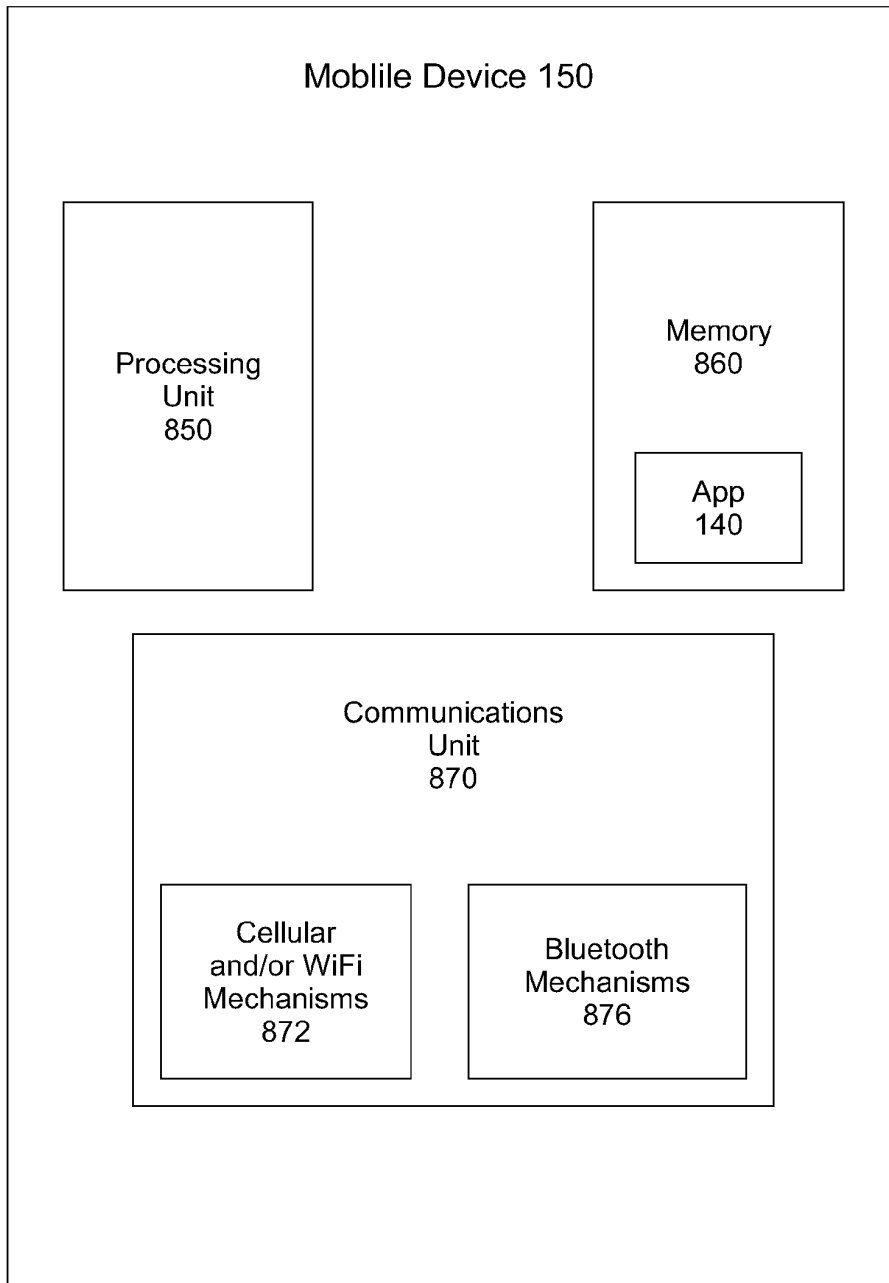 Moblile Device 150
Processing
Unit
850
Memory
860
App
140
Communications
Unit
870
Cellular
and/or WiFi
Mechanisms
872
Bluetooth
Mechanisms
876